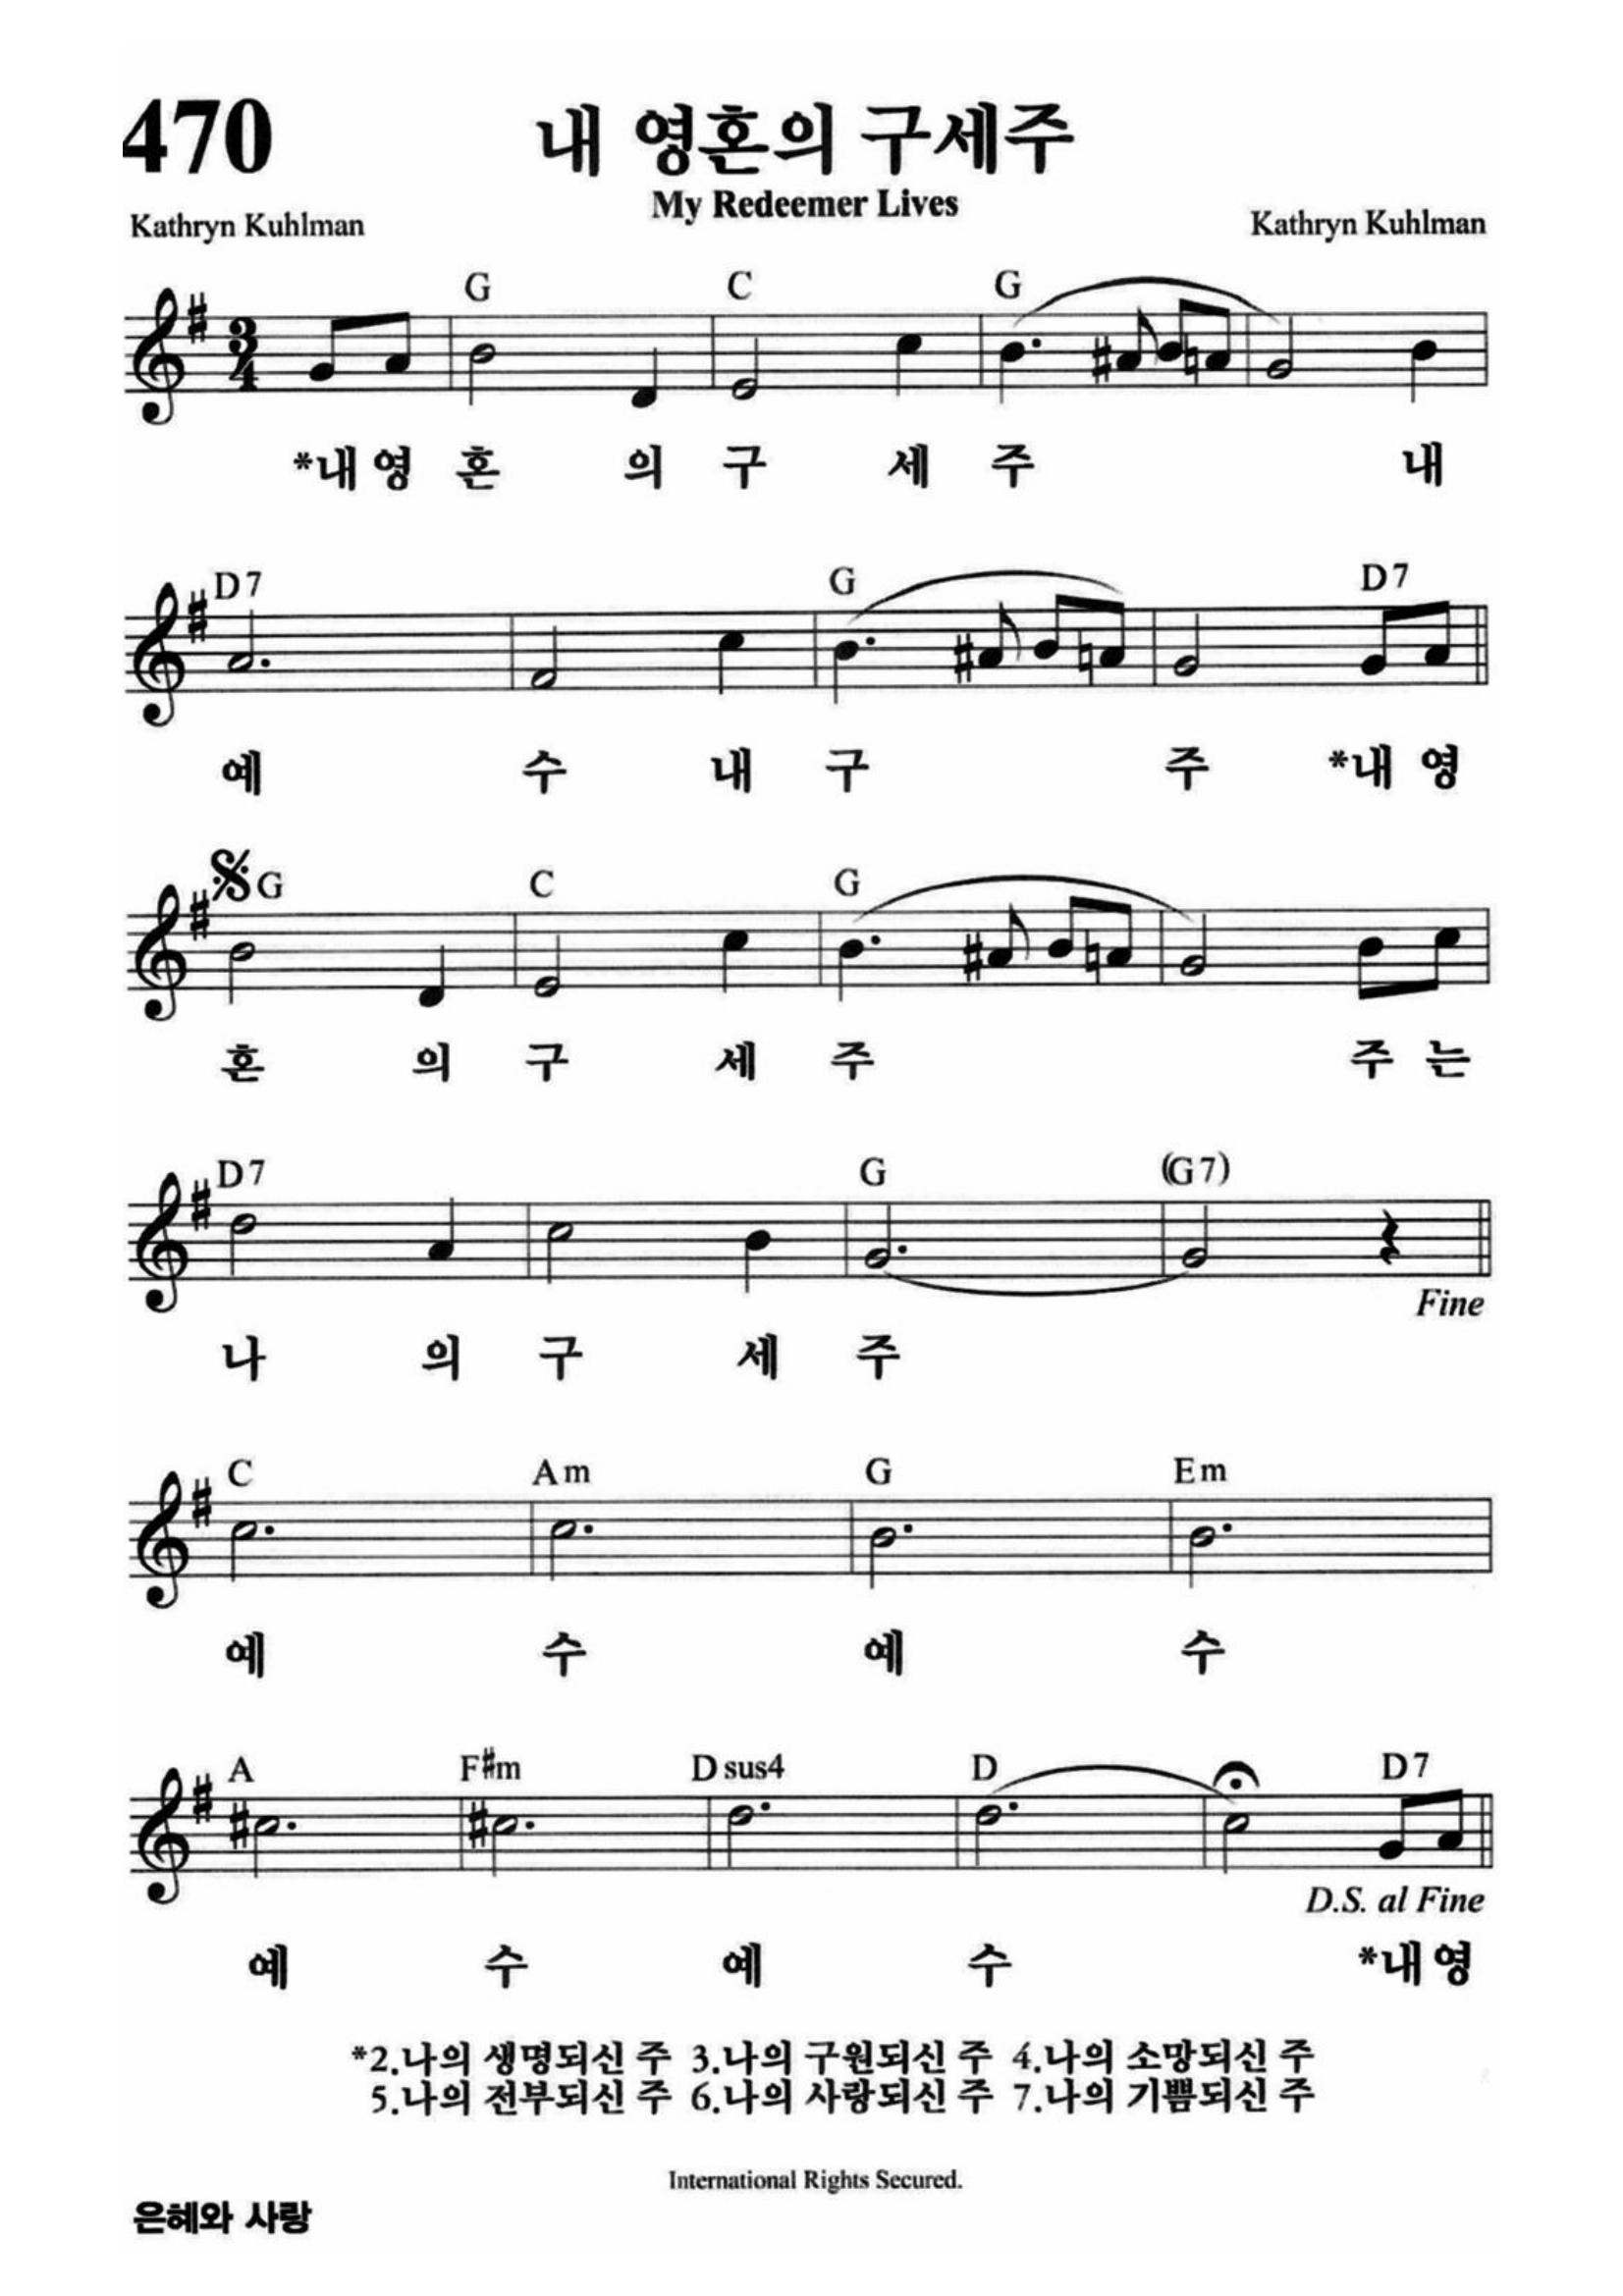 470
내 영혼의 구세주
My Redeemer Lives
Kathryn Kuhlman Kathryn Kuhlman
G C G
*내 영 혼 의 구 세 주 내
D7 G D7
예 수 내 구 주 *내 영
G C G
혼 의 구 세 주 주 는
D7 G (G7)
Fine
나 의 구 세 주
C Am G Em
예 수 예 수
A F#m Dsus4 D D7
D.S. al Fine
예 수 예 수 *내 영
*2.나의 생명되신 주 3.나의 구원되신 주 4.나의 소망되신 주
5.나의 전부되신 주 6.나의 사랑되신 주 7.나의 기쁨되신 주
International Rights Secured.
은혜와 사랑